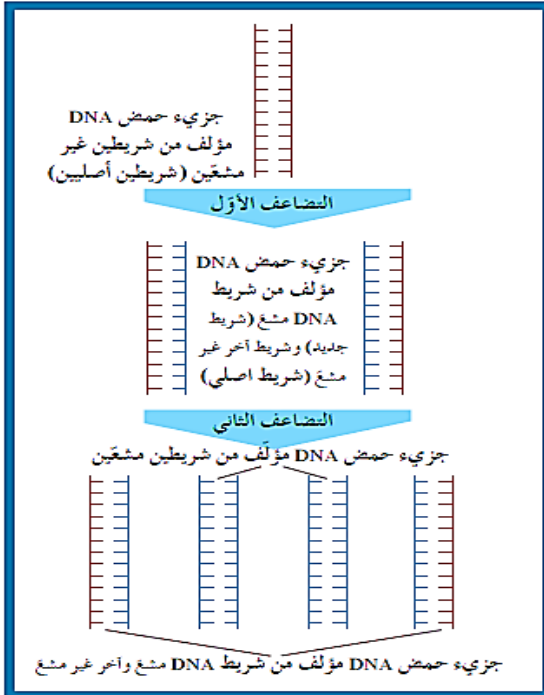 جزيء حمض DNA
مؤلف من شريطين غير
مشعّين (شريطين أصليين)
التضاعف الأوّل
جزيء حمض DNA
مؤلف من شريط
DNA مشعّ (شريط
جديد) وشريط آخر غير
مشعّ (شريط اصلي)
التضاعف الثاني
جزيء حمض DNA مؤلّف من شريطين مشعّين
جزيء حمض DNA مؤلف من شريط DNA مشعّ وآخر غير مشعّ